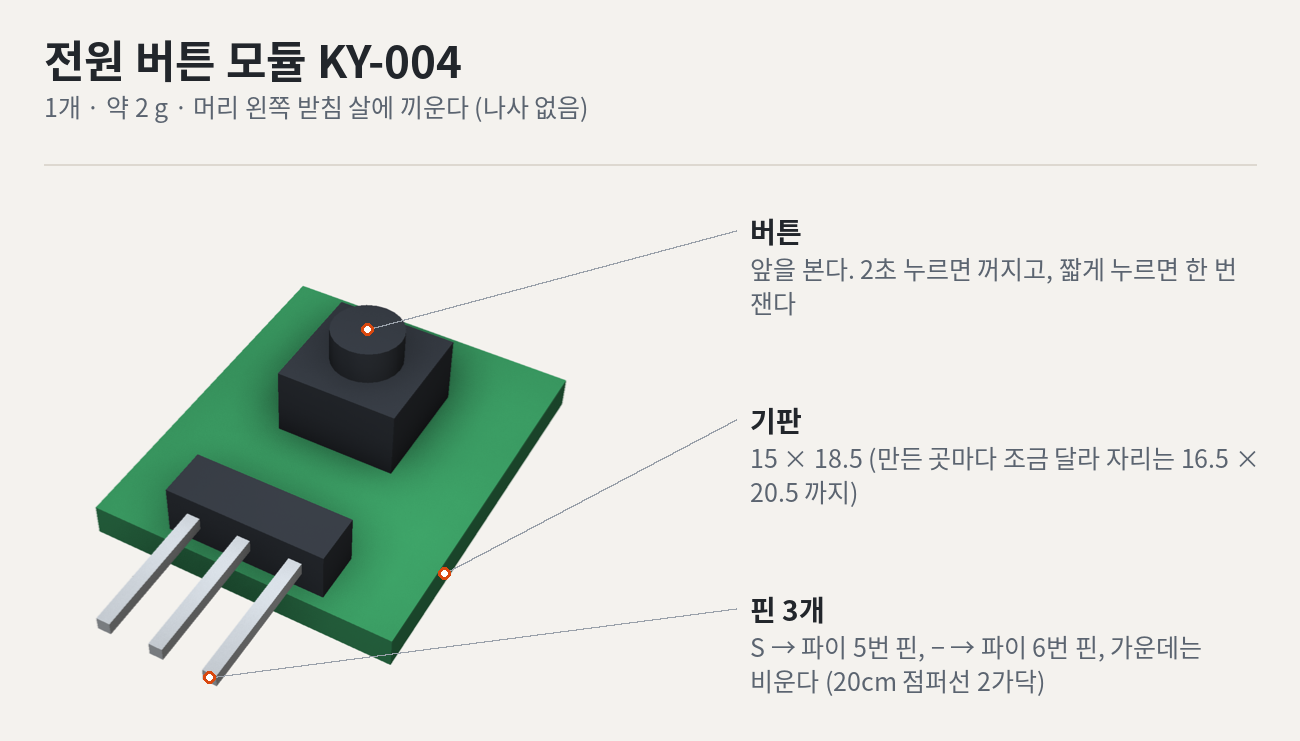 전원 버튼 모듈 KY-004
1개 · 약 2 g · 머리 왼쪽 받침 살에 끼운다 (나사 없음)
버튼
앞을 본다. 2초 누르면 꺼지고, 짧게 누르면 한 번
잰다
기판
15 × 18.5 (만든 곳마다 조금 달라 자리는 16.5 ×
20.5 까지)
핀 3개
S → 파이 5번 핀, − → 파이 6번 핀, 가운데는
비운다 (20cm 점퍼선 2가닥)